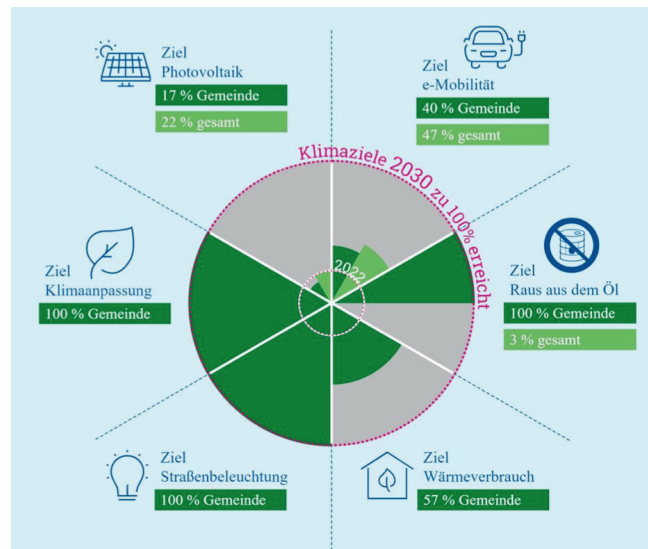 Ziel
Photovoltaik
17 % Gemeinde
22 % gesamt
Ziel
e-Mobilität
40 % Gemeinde
47 % gesamt
Klimaziele 2030 zu 100% erreicht
2022
Ziel
Klimaanpassung
100 % Gemeinde
Ziel
Raus aus dem Öl
100 % Gemeinde
3 % gesamt
Ziel
Straßenbeleuchtung
100 % Gemeinde
Ziel
Wärmeverbrauch
57 % Gemeinde